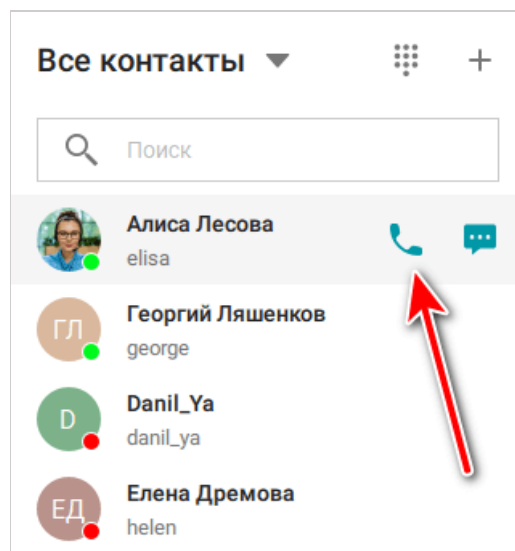 Все контакты
Поиск
Алиса Лесова
elisa
ГЛ
Георгий Ляшенков
george
D
Danil_Ya
danil_ya
ЕД
Елена Дремова
helen